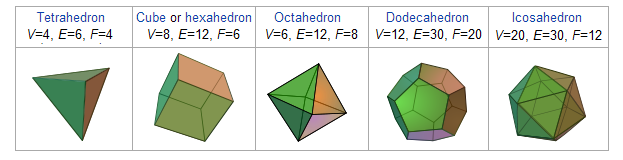 Tetrahedron
V=4, E=6, F=4
Cube or hexahedron
V=8, E=12, F=6
Octahedron
V=6, E=12, F=8
Dodecahedron
V=12, E=30, F=20
Icosahedron
V=20, E=30, F=12